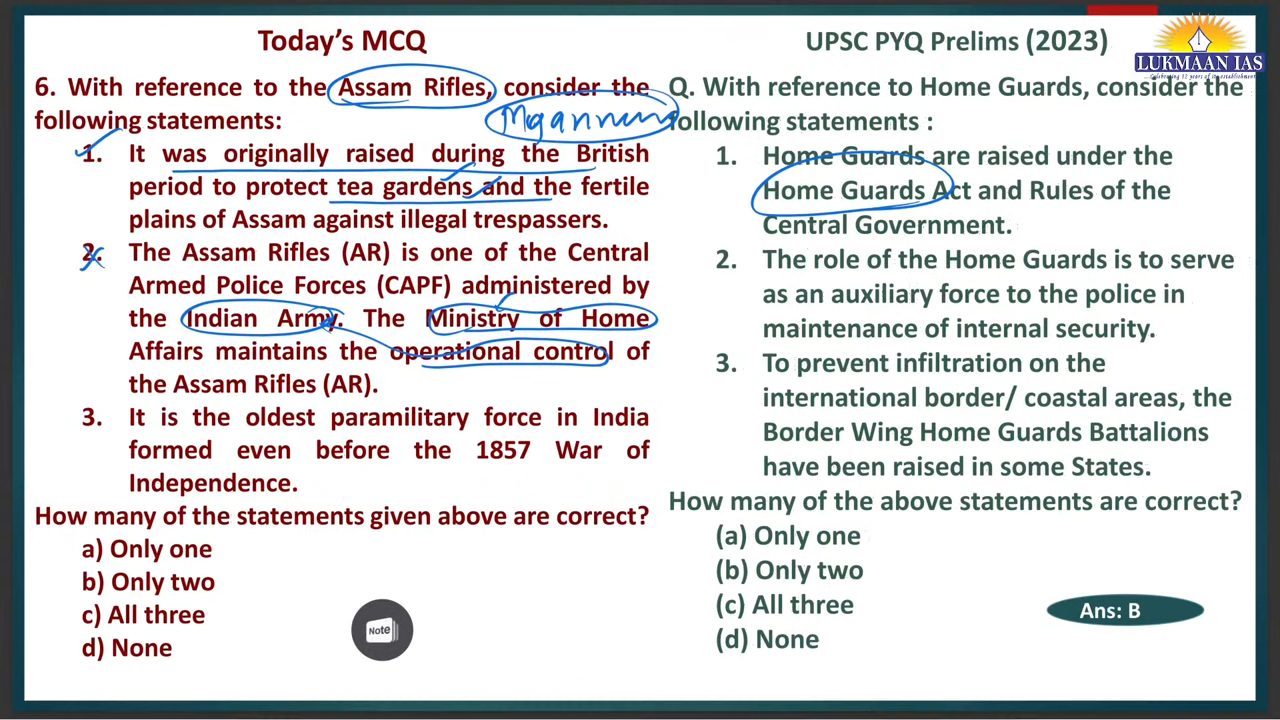 Today's MCQ
6. With reference to the Assam Rifles, consider the
following statements:
1. It was originally raised during the British
period to protect tea gardens and the fertile
plains of Assam against illegal trespassers.
2. The Assam Rifles (AR) is one of the Central
Armed Police Forces (CAPF) administered by
the Indian Army. The Ministry of Home
Affairs maintains the operational control of
the Assam Rifles (AR).
3. It is the oldest paramilitary force in India
formed even before the 1857 War of
Independence.
How many of the statements given above are correct?
a) Only one
b) Only two
c) All three
d) None
Note
UPSC PYQ Prelims (2023)
LUKMAAN IAS
Q. With reference to Home Guards, consider the
following statements :
1. Home Guards are raised under the
Home Guards Act and Rules of the
Central Government.
2. The role of the Home Guards is to serve
as an auxiliary force to the police in
maintenance of internal security.
3. To prevent infiltration on the
international border/ coastal areas, the
Border Wing Home Guards Battalions
have been raised in some States.
How many of the above statements are correct?
(a) Only one
(b) Only two
(c) All three
(d) None
Ans: B